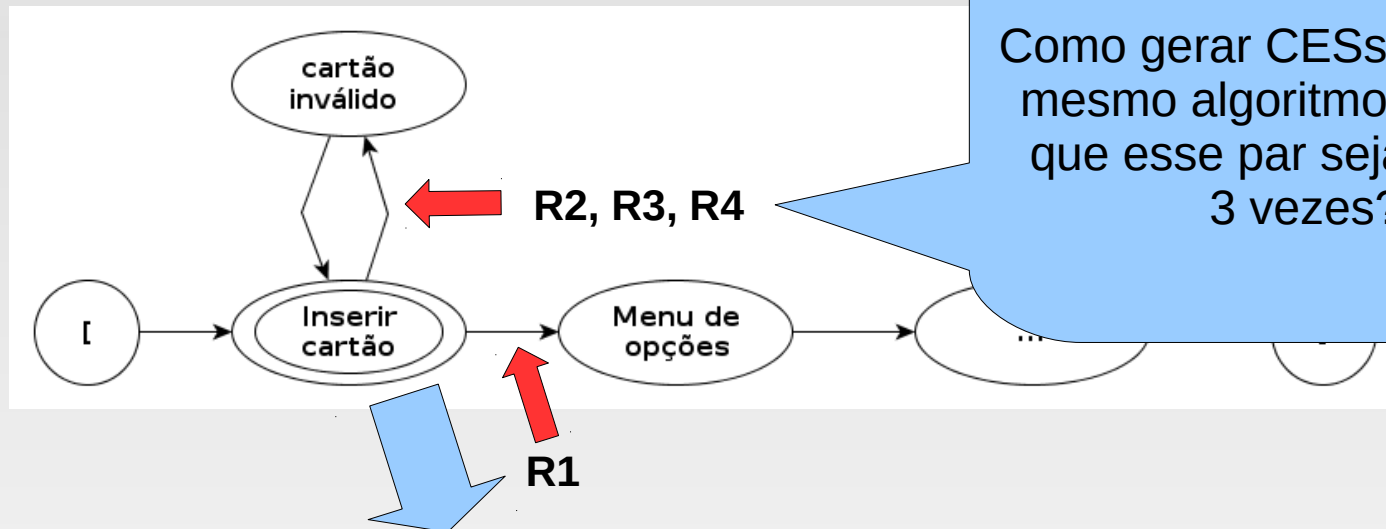 Como gerar CESs
mesmo algoritmo
que esse par seja
3 vezes?
cartão
inválido
R2, R3, R4
[
Inserir
cartão
Menu de
opções
...
R1